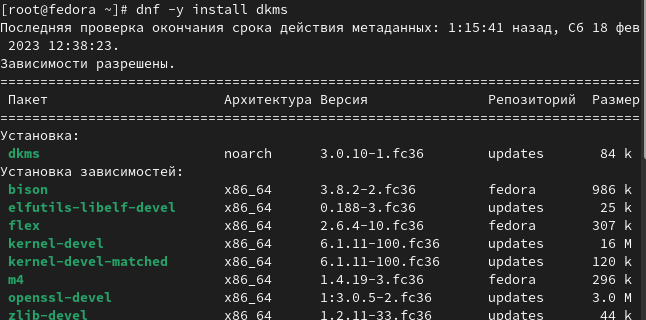 [root@fedora /]# dnf -y install dkms
Последняя проверка окончания срока действия метаданных: 1:15:41 назад, Сб 18 фев
2023 12:38:23.
Зависимости разрешены.
================================================================================
Пакет Архитектура Версия Репозиторий Размер
================================================================================
Установка:
dkms noarch 3.0.10-1.fc36 updates 84 k
Установка зависимостей:
bison x86_64 3.8.2-2.fc36 fedora 986 k
elfutils-libelf-devel x86_64 0.188-3.fc36 updates 25 k
flex x86_64 2.6.4-10.fc36 fedora 307 k
kernel-devel x86_64 6.1.11-100.fc36 updates 16 M
kernel-devel-matched x86_64 6.1.11-100.fc36 updates 120 k
m4 x86_64 1.4.19-3.fc36 fedora 296 k
openssl-devel x86_64 1:3.0.5-2.fc36 updates 3.0 M
zlib-devel x86_64 1.2.11-33.fc36 updates 44 k